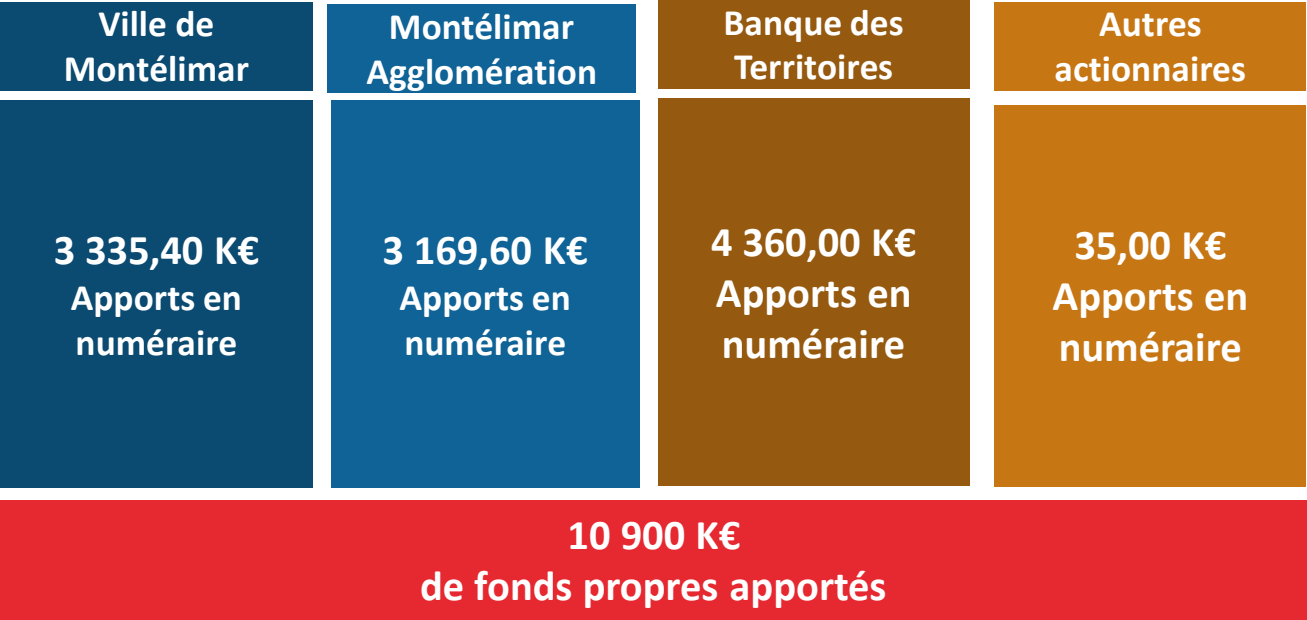 Ville de
Montélimar
3 335,40 K€
Apports en
numéraire
Montélimar
Agglomération
3 169,60 K€
Apports en
numéraire
Banque des
Territoires
4 360,00 K€
Apports en
numéraire
Autres
actionnaires
35,00 K€
Apports en
numéraire
10 900 K€
de fonds propres apportés